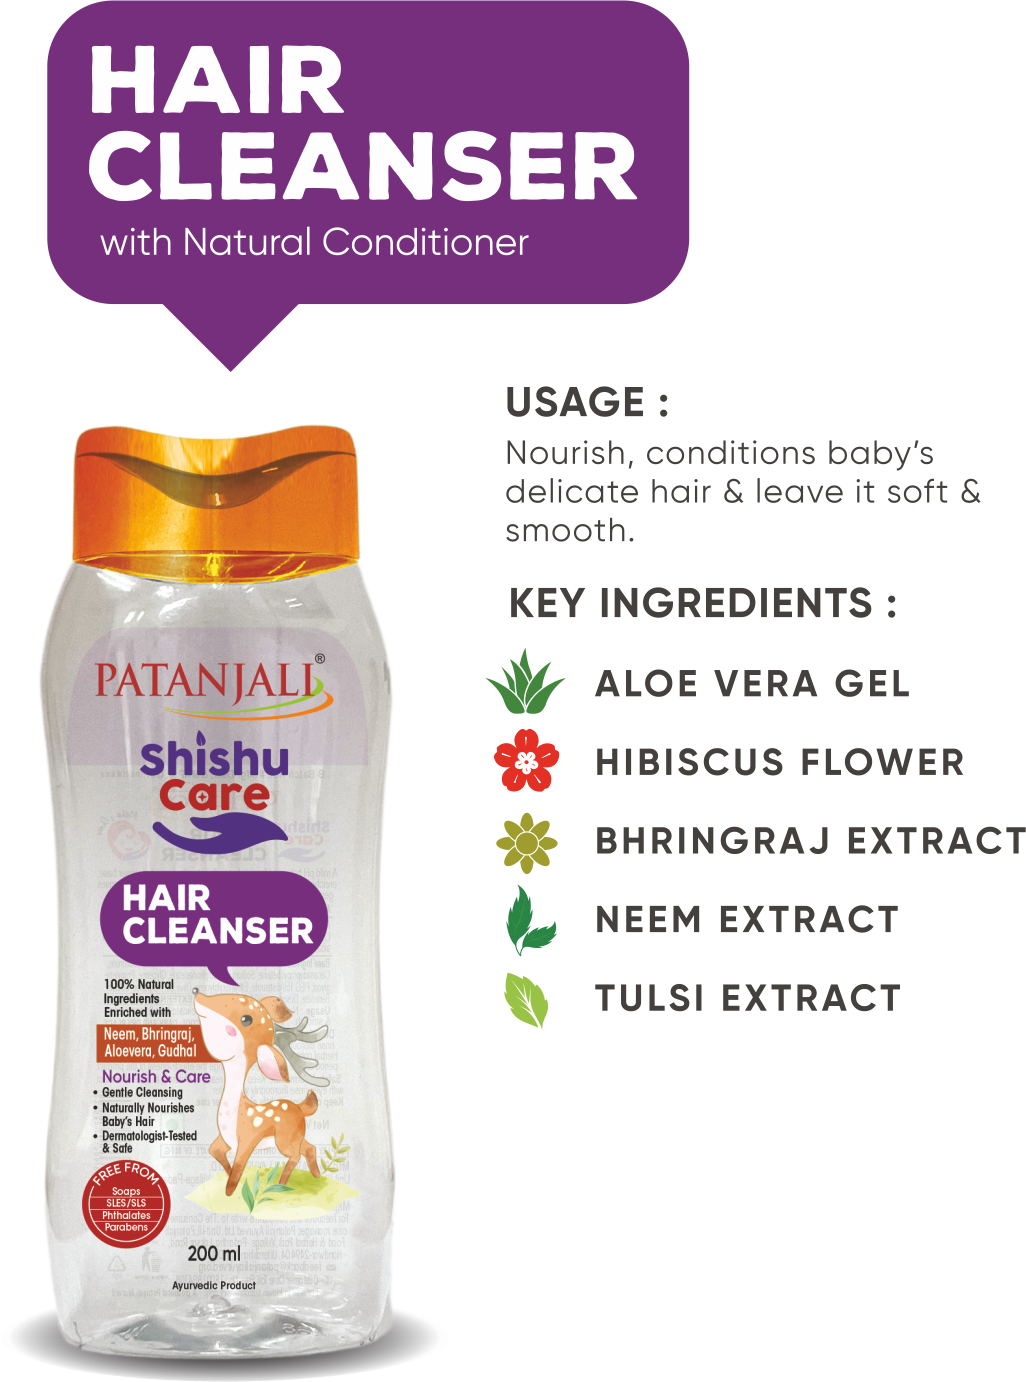 HAIR
CLEANSER
with Natural Conditioner
USAGE :
Nourish, conditions baby's
delicate hair & leave it soft &
smooth.
KEY INGREDIENTS :
ALOE VERA GEL
HIBISCUS FLOWER
BHRINGRAJ EXTRACT
NEEM EXTRACT
TULSI EXTRACT
PATANJALI®
Shishu
Care
HAIR
CLEANSER
100% Natural
Ingredients
Enriched with
Neem, Bhringraj,
Aloevera, Gudhal
Nourish & Care
• Gentle Cleansing
• Naturally Nourishes
Baby's Hair
• Dermatologist-Tested
& Safe
FREE FROM
Soaps
SLES/SLS
Phthalates
Parabens
200 ml
Ayurvedic Product